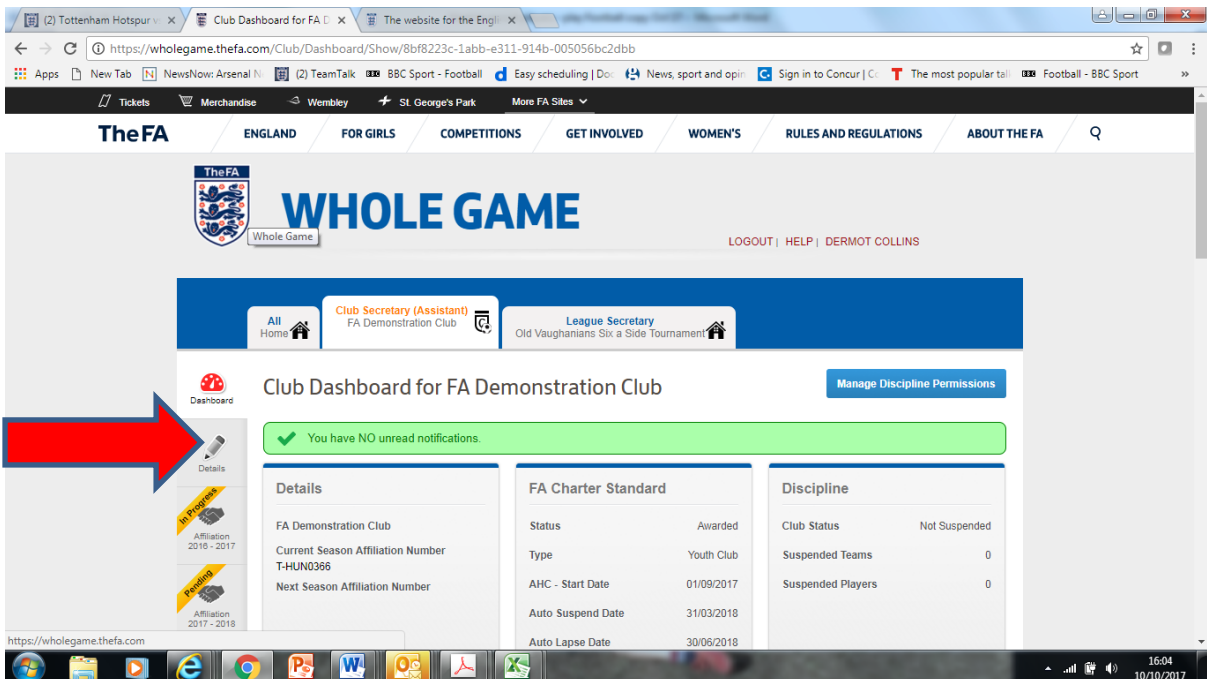 (2) Tottenham Hotspur v
Club Dashboard for FA D
The website for the Engli
https://wholegame.thefa.com/Club/Dashboard/Show/8bf8223c-1abb-e311-914b-005056bc2dbb
Apps New Tab NewsNow: Arsenal N (2) TeamTalk BBC Sport - Football Easy scheduling | Doc News, sport and opin Sign in to Concur | C The most popular tall Football - BBC Sport »
Tickets Merchandise Wembley St. George's Park More FA Sites
The FA ENGLAND FOR GIRLS COMPETITIONS GET INVOLVED WOMEN'S RULES AND REGULATIONS ABOUT THE FA
The FA
WHOLE GAME
Whole Game
LOGOUT | HELP | DERMOT COLLINS
All
Home
Club Secretary (Assistant)
FA Demonstration Club
League Secretary
Old Vaughanians Six a Side Tournament
Dashboard
Club Dashboard for FA Demonstration Club
Manage Discipline Permissions
You have NO unread notifications.
Details
In Progress
Affiliation
2016 - 2017
Pending
Affiliation
2017 - 2018
Details
FA Demonstration Club
Current Season Affiliation Number
T-HUN0366
Next Season Affiliation Number
FA Charter Standard
Status Awarded
Type Youth Club
AHC - Start Date 01/09/2017
Auto Suspend Date 31/03/2018
Auto Lapse Date 30/06/2018
Discipline
Club Status Not Suspended
Suspended Teams 0
Suspended Players 0
https://wholegame.thefa.com
16:04
10/10/2017